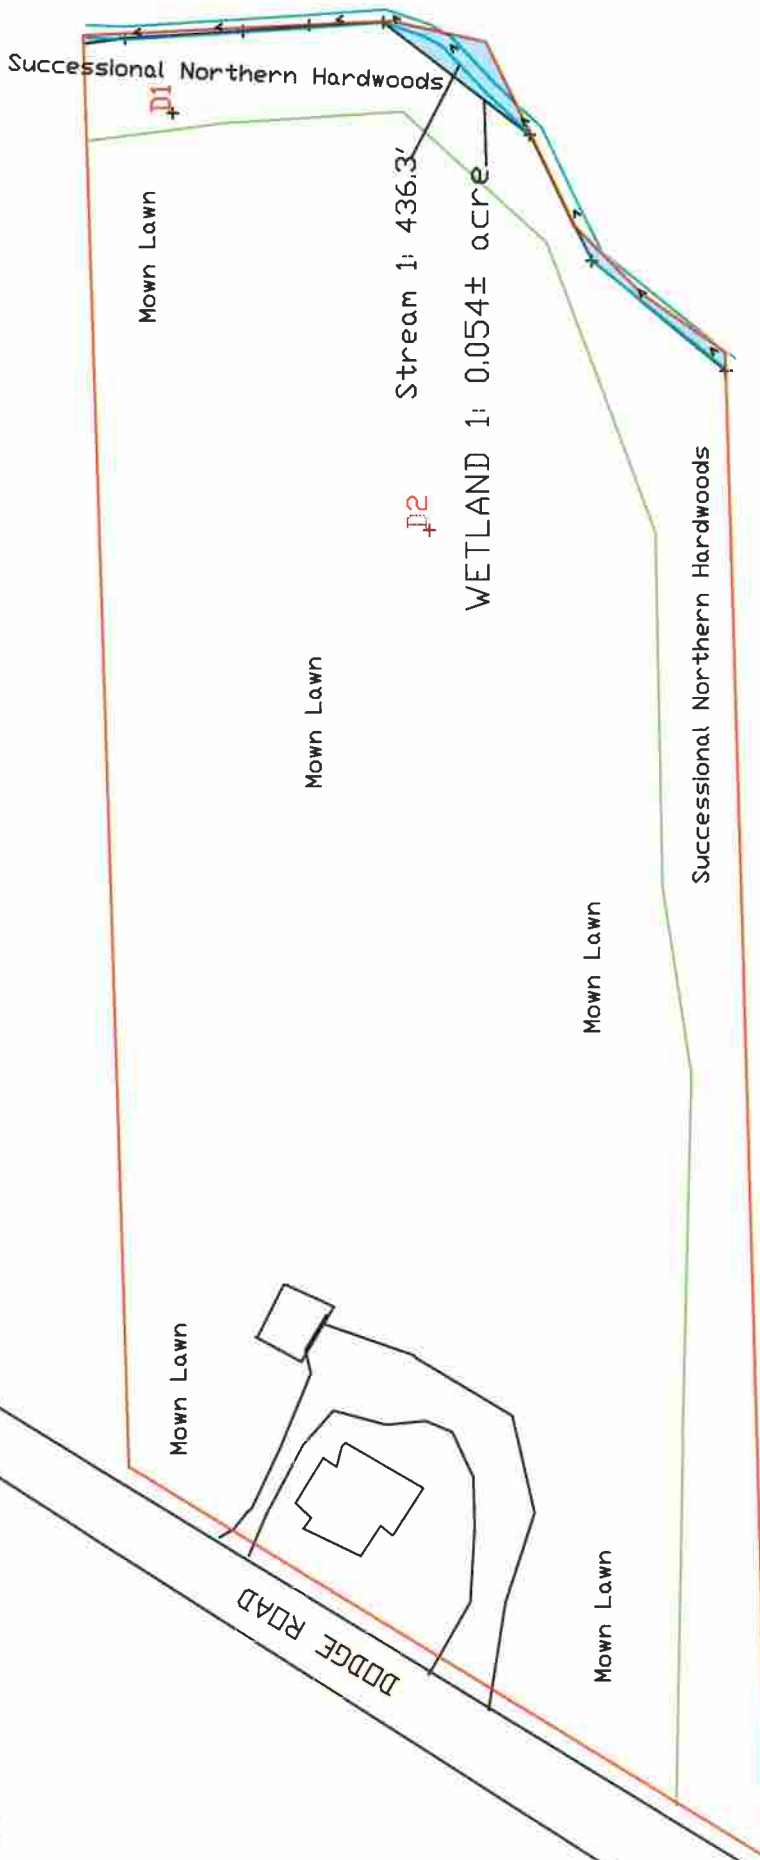 Successional Northern Hardwoods
D1
Mown Lawn
Stream 1: 436.3'
WETLAND 1: 0.054± acre
D2
Mown Lawn
Successional Northern Hardwoods
Mown Lawn
Mown Lawn
DODGE ROAD
Mown Lawn